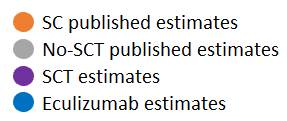 SC published estimates
No-SCT published estimates
SCT estimates
Eculizumab estimates